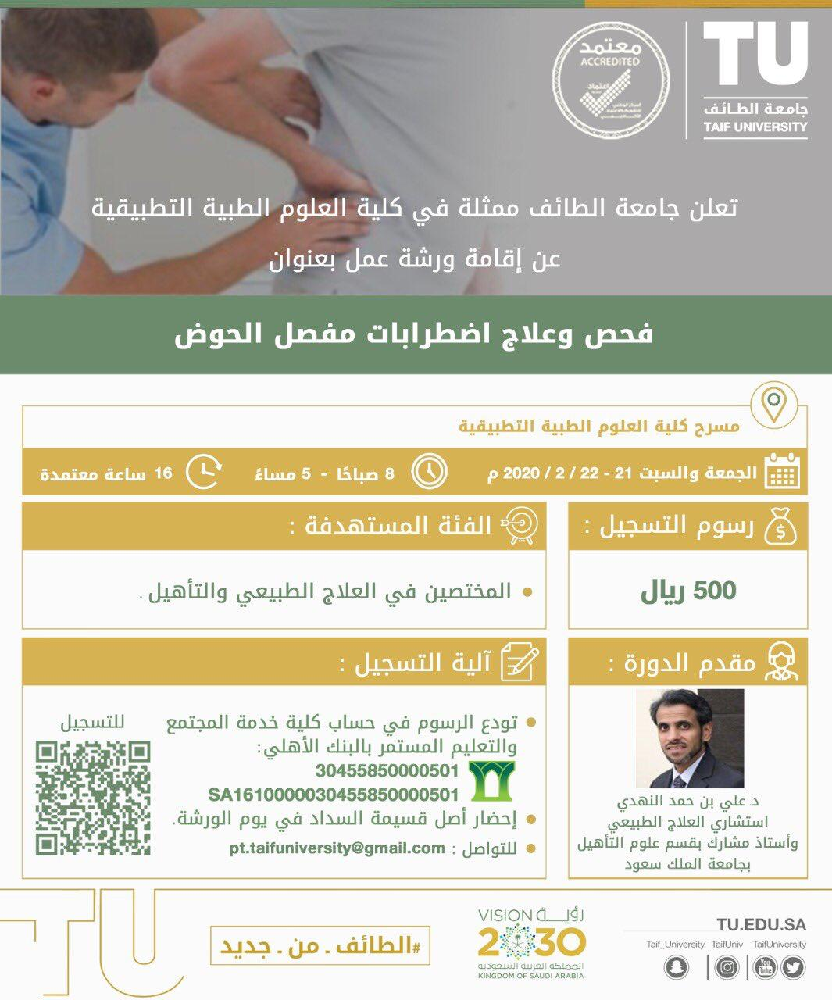 معتمد
ACCREDITED
اعتماد
TU
جامعة الطائف
TAIF UNIVERSITY
تعلن جامعة الطائف ممثلة في كلية العلوم الطبية التطبيقية
عن إقامة ورشة عمل بعنوان
فحص وعلاج اضطرابات مفصل الحوض
مسرح كلية العلوم الطبية التطبيقية
الجمعة والسبت 21 - 22 / 2 / 2020 م
8 صباحًا - 5 مساءً
16 ساعة معتمدة
رسوم التسجيل :
500 ريال
الفئة المستهدفة :
• المختصين في العلاج الطبيعي والتأهيل .
مقدم الدورة :
د. علي بن حمد النهدي
استشاري العلاج الطبيعي
وأستاذ مشارك بقسم علوم التأهيل
بجامعة الملك سعود
آلية التسجيل :
• تودع الرسوم في حساب كلية خدمة المجتمع
والتعليم المستمر بالبنك الأهلي:
30455850000501
SA1610000030455850000501
• إحضار أصل قسيمة السداد في يوم الورشة.
• للتواصل : pt.taifuniversity@gmail.com
للتسجيل
TU.EDU.SA
Taif_University TaifUniv TaifUniversity
You
Tube
VISION رؤيــة
2030
المملكة العربية السعودية
KINGDOM OF SAUDI ARABIA
#الطائف_من_جديد
TU